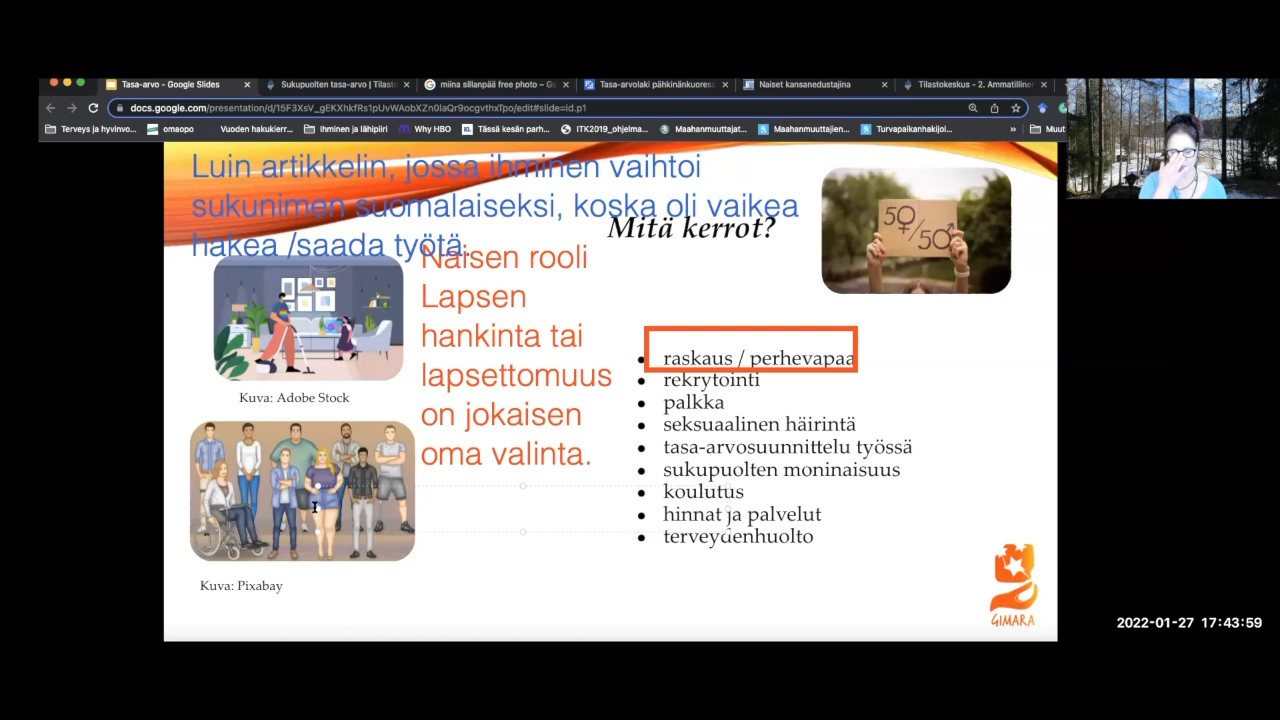 Tasa-arvo - Google Slides
Sukupuolten tasa-arvo | Tilast
miina sillanpää free photo – Go
Tasa-arvolaki pähkinänkuores
Naiset kansanedustajina
Tilastokeskus - 2. Ammatilliner
docs.google.com/presentation/d/15F3XsV_gEKXhkfRs1pUvWAobXZn0laQr9ocgvthxTpo/edit#slide=id.p1
Terveys ja hyvinvo...
omaopo
Vuoden hakukierr...
Ihminen ja lähipiiri
Why HBO
Tässä kesän parh...
ITK2019_ohjelma...
Maahanmuuttajat...
Maahanmuuttajien...
Turvapaikanhakijoi...
»
Muut
Luin artikkelin, jossa ihminen vaihtoi
sukunimen suomalaiseksi, koska oli vaikea
hakea /saada työtä.
Mitä kerrot?
50/50
Naisen rooli
Lapsen
hankinta tai
lapsettomuus
on jokaisen
oma valinta.
Kuva: Adobe Stock
Kuva: Pixabay
• raskaus / perhevapaa
• rekrytointi
• palkka
• seksuaalinen häirintä
• tasa-arvosuunnittelu työssä
• sukupuolten moninaisuus
• koulutus
• hinnat ja palvelut
• terveydenhuolto
GIMARA
2022-01-27 17:43:59